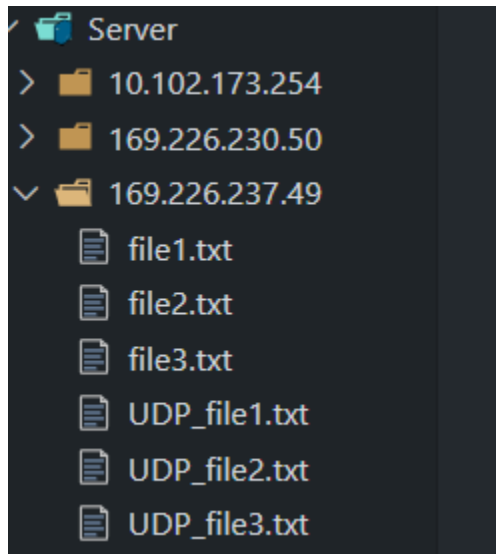 Server
10.102.173.254
169.226.230.50
169.226.237.49
file1.txt
file2.txt
file3.txt
UDP_file1.txt
UDP_file2.txt
UDP_file3.txt